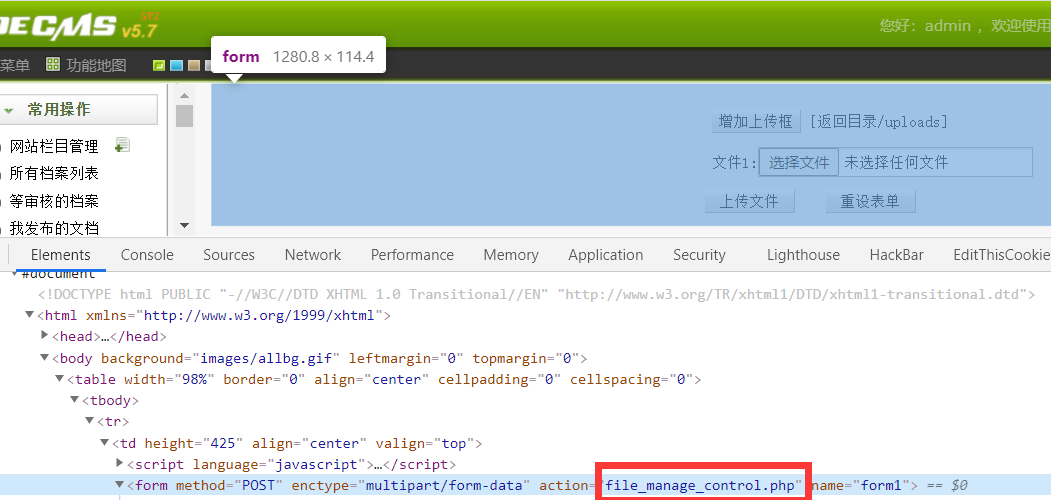 DECMS v5.7 SP2
您好：admin ，欢迎使用
菜单 功能地图
form 1280.8 × 114.4
常用操作
网站栏目管理
所有档案列表
等审核的档案
我发布的文档
增加上传框 [返回目录/uploads]
文件1: 选择文件 未选择任何文件
上传文件 重设表单
Elements Console Sources Network Performance Memory Application Security Lighthouse HackBar EditThisCookie
#document
<!DOCTYPE html PUBLIC "-//W3C//DTD XHTML 1.0 Transitional//EN" "http://www.w3.org/TR/xhtml1/DTD/xhtml1-transitional.dtd">
▼<html xmlns="http://www.w3.org/1999/xhtml">
▶<head>…</head>
▼<body background="images/allbg.gif" leftmargin="0" topmargin="0">
▼<table width="98%" border="0" align="center" cellpadding="0" cellspacing="0">
▼<tbody>
▼<tr>
▼<td height="425" align="center" valign="top">
▶<script language="javascript">…</script>
▼<form method="POST" enctype="multipart/form-data" action="file_manage_control.php" name="form1"> == $0